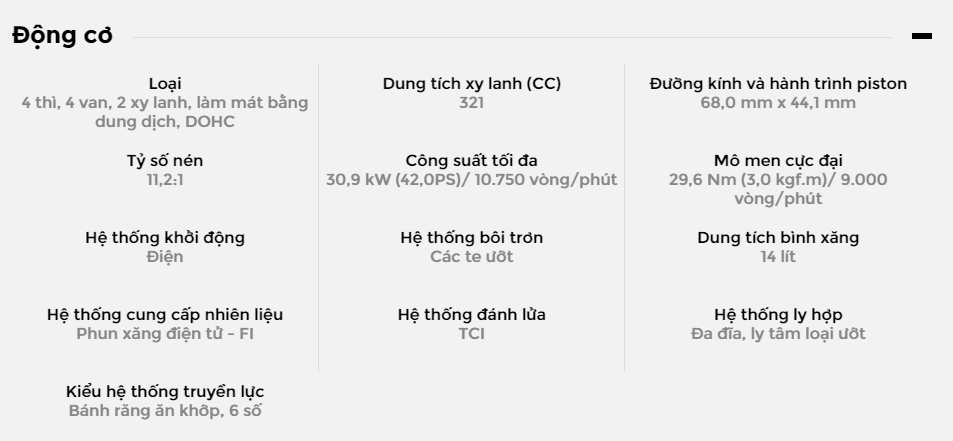 Động cơ
Loại
4 thì, 4 van, 2 xy lanh, làm mát bằng
dung dịch, DOHC
Dung tích xy lanh (CC)
321
Đường kính và hành trình piston
68,0 mm x 44,1 mm
Tỷ số nén
11,2:1
Công suất tối đa
30,9 kW (42,0PS)/ 10.750 vòng/phút
Mô men cực đại
29,6 Nm (3,0 kgf.m)/ 9.000
vòng/phút
Hệ thống khởi động
Điện
Hệ thống bôi trơn
Các te ướt
Dung tích bình xăng
14 lít
Hệ thống cung cấp nhiên liệu
Phun xăng điện tử - FI
Hệ thống đánh lửa
TCI
Hệ thống ly hợp
Đa đĩa, ly tâm loại ướt
Kiểu hệ thống truyền lực
Bánh răng ăn khớp, 6 số